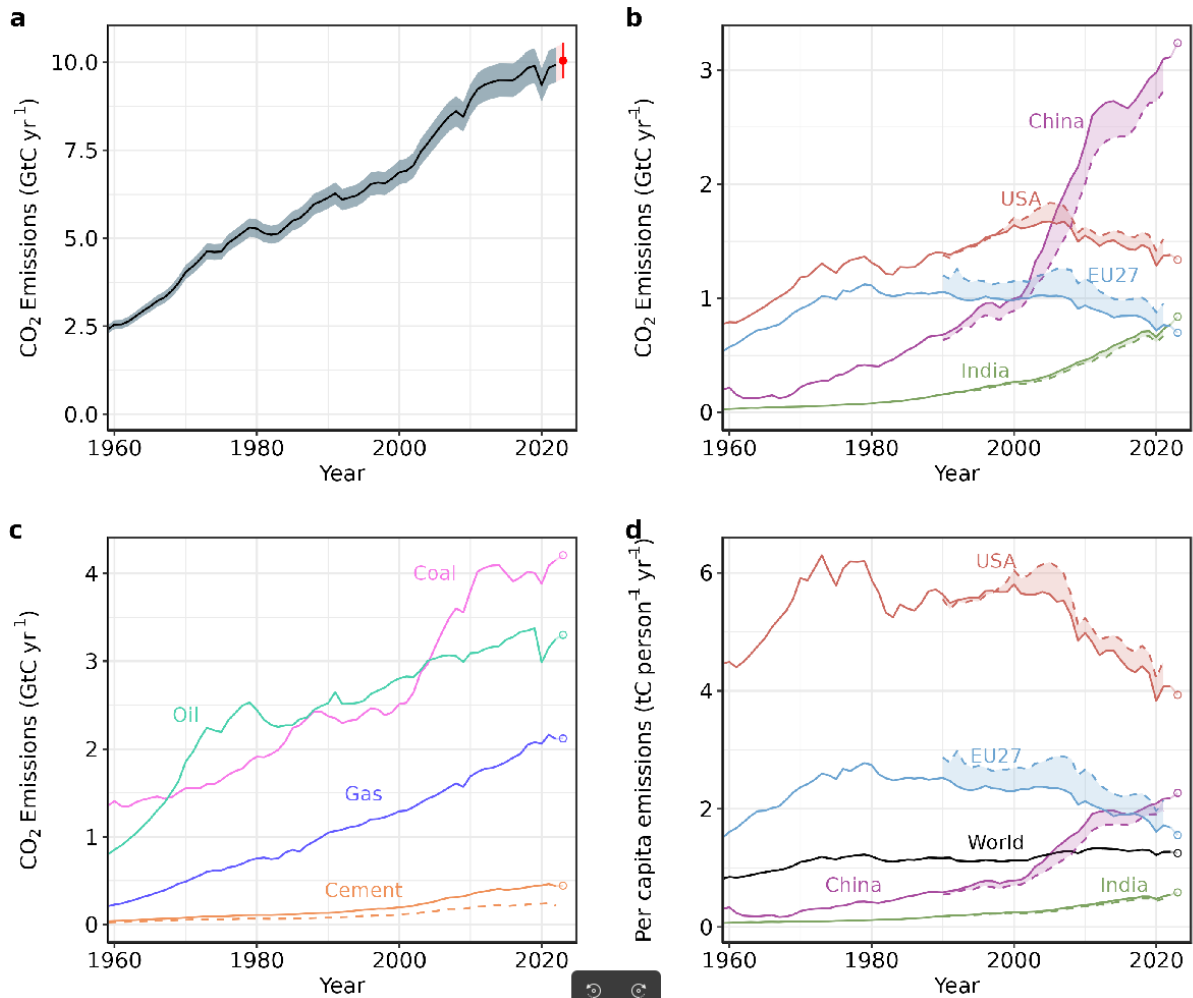 a
CO₂ Emissions (GtC yr⁻¹)
10.0
7.5
5.0
2.5
0.0
1960
1980
2000
2020
Year
b
CO₂ Emissions (GtC yr⁻¹)
3
2
1
0
China
USA
EU27
India
1960
1980
2000
2020
Year
c
CO₂ Emissions (GtC yr⁻¹)
4
3
2
1
0
Coal
Oil
Gas
Cement
1960
1980
2000
2020
Year
d
Per capita emissions (tC person⁻¹ yr⁻¹)
6
4
2
0
USA
EU27
World
China
India
1960
1980
2000
2020
Year